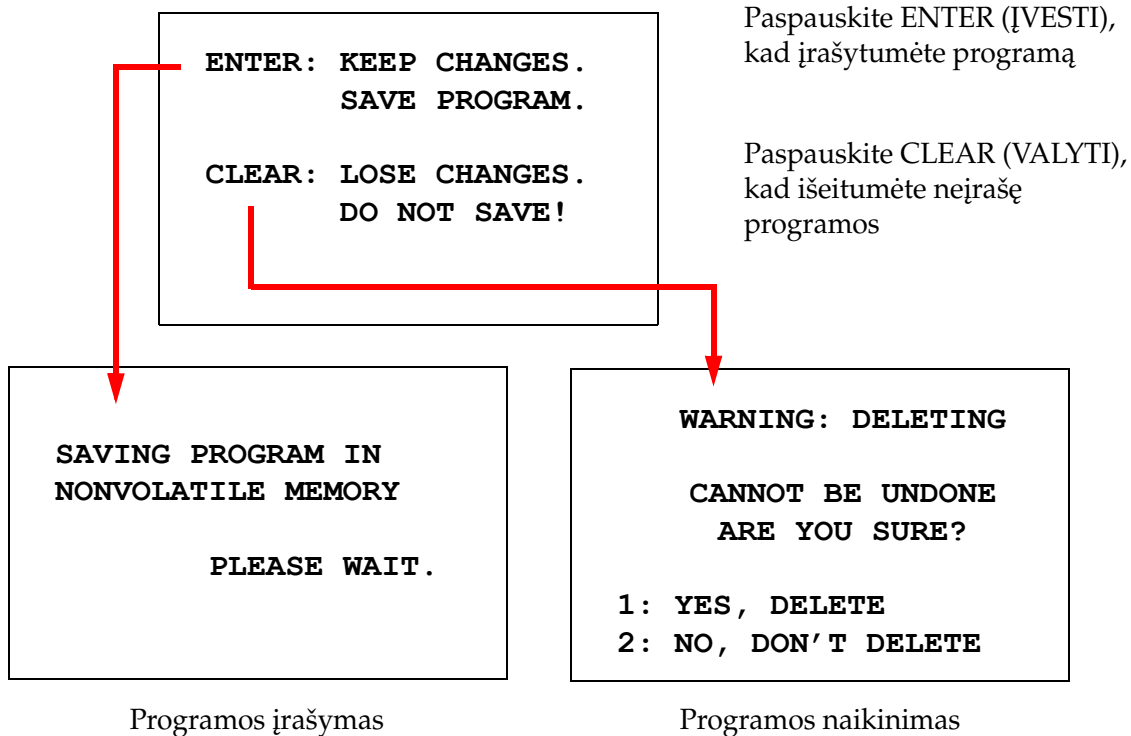 ENTER: KEEP CHANGES.
SAVE PROGRAM.
CLEAR: LOSE CHANGES.
DO NOT SAVE!
Paspauskite ENTER (ĮVESTI),
kad įrašytumėte programą
Paspauskite CLEAR (VALYTI),
kad išeitumėte neįrašę
programos
SAVING PROGRAM IN
NONVOLATILE MEMORY
PLEASE WAIT.
Programos įrašymas
WARNING: DELETING
CANNOT BE UNDONE
ARE YOU SURE?
1: YES, DELETE
2: NO, DON’T DELETE
Programos naikinimas